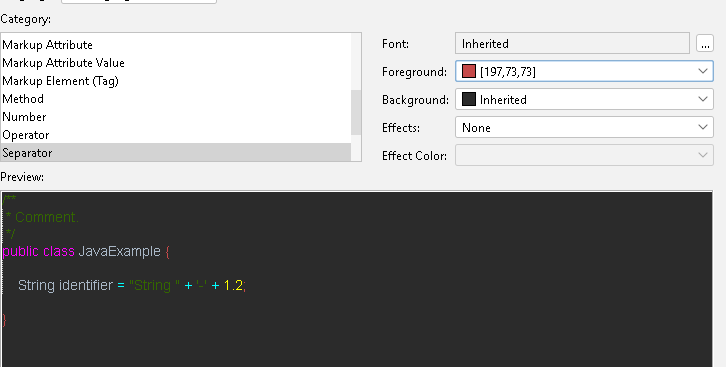 Category:
Markup Attribute
Markup Attribute Value
Markup Element (Tag)
Method
Number
Operator
Separator
Font: Inherited ...
Foreground: [197,73,73]
Background: Inherited
Effects: None
Effect Color:
Preview:
/**
* Comment.
*/
public class JavaExample {
String identifier = "String " + '-' + 1.2;
}